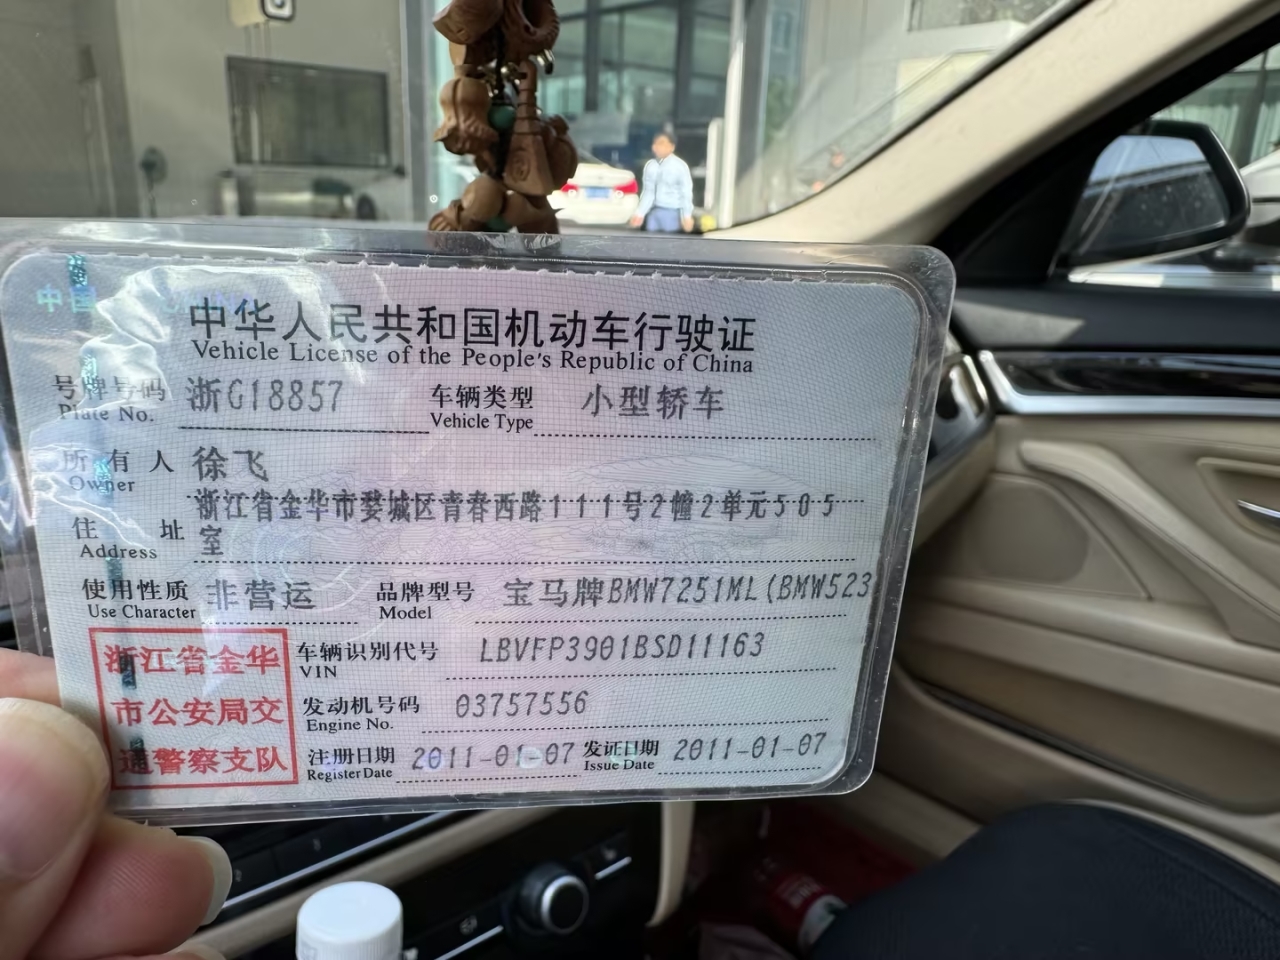 中华人民共和国机动车行驶证
Vehicle License of the People's Republic of China
号牌号码 浙G18857 车辆类型 小型轿车
Plate No. Vehicle Type
所有人 徐飞
Owner
浙江省金华市婺城区青春西路111号2幢2单元505
住址 室
Address
使用性质 非营运 品牌型号 宝马牌BMW7251ML(BMW523
Use Character Model
浙江省金华 车辆识别代号 LBVFP3901BSD11163
VIN
市公安局交 发动机号码 03757556
Engine No.
通警察支队 注册日期 2011-01-07 发证日期 2011-01-07
Register Date Issue Date